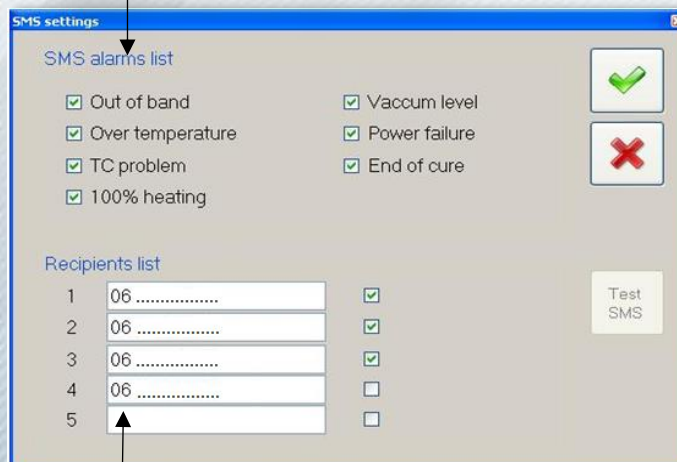 SMS settings
SMS alarms list
Out of band
Vaccum level
Over temperature
Power failure
TC problem
End of cure
100% heating
Recipients list
1 06 ................
2 06 ................
3 06 ................
4 06 ................
5
Test
SMS